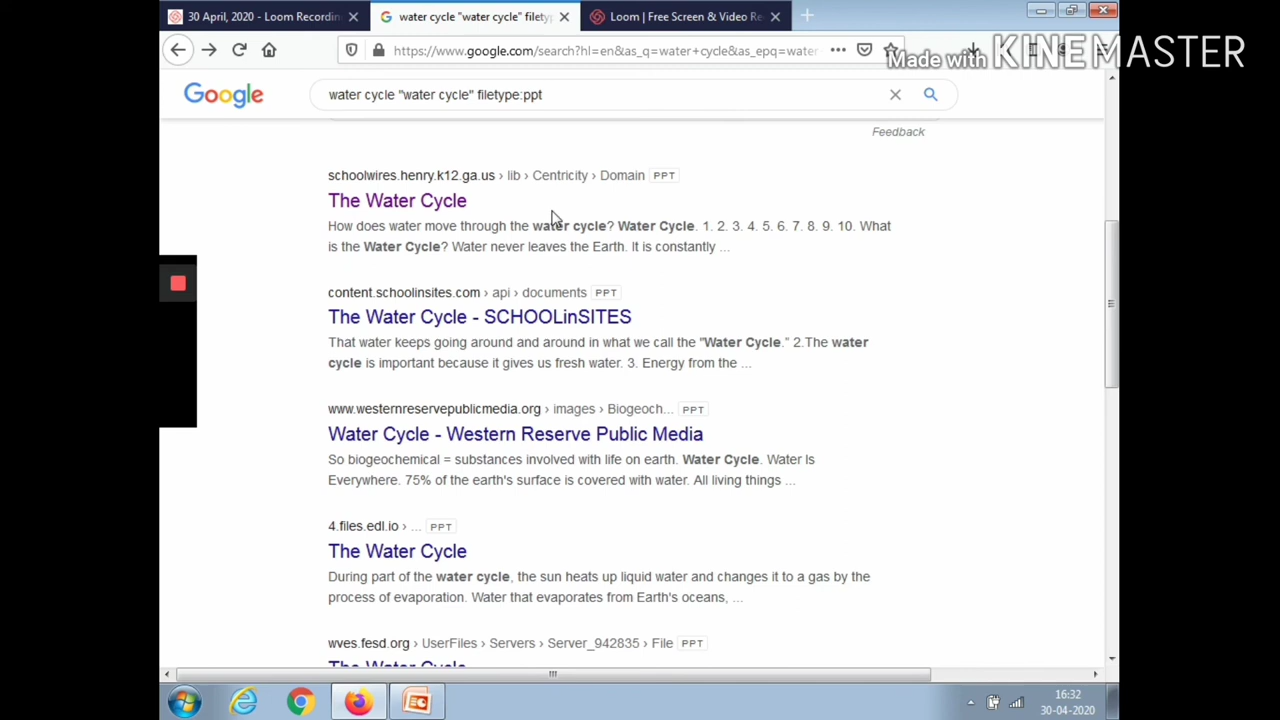 30 April, 2020 - Loom Recordin
water cycle "water cycle" filety
Loom | Free Screen & Video Re
https://www.google.com/search?hl=en&as_q=water+cycle&as_epq=water
Made with KINEMASTER
Google
water cycle "water cycle" filetype:ppt
Feedback
schoolwires.henry.k12.ga.us › lib › Centricity › Domain PPT
The Water Cycle
How does water move through the water cycle? Water Cycle. 1. 2. 3. 4. 5. 6. 7. 8. 9. 10. What
is the Water Cycle? Water never leaves the Earth. It is constantly ...
content.schoolinsites.com › api › documents PPT
The Water Cycle - SCHOOLinSITES
That water keeps going around and around in what we call the "Water Cycle." 2.The water
cycle is important because it gives us fresh water. 3. Energy from the ...
www.westernreservepublicmedia.org › images › Biogeoch... PPT
Water Cycle - Western Reserve Public Media
So biogeochemical = substances involved with life on earth. Water Cycle. Water Is
Everywhere. 75% of the earth's surface is covered with water. All living things ...
4.files.edl.io › ... PPT
The Water Cycle
During part of the water cycle, the sun heats up liquid water and changes it to a gas by the
process of evaporation. Water that evaporates from Earth's oceans, ...
wves.fesd.org › UserFiles › Servers › Server_942835 › File PPT
The Water Cycle
16:32
30-04-2020